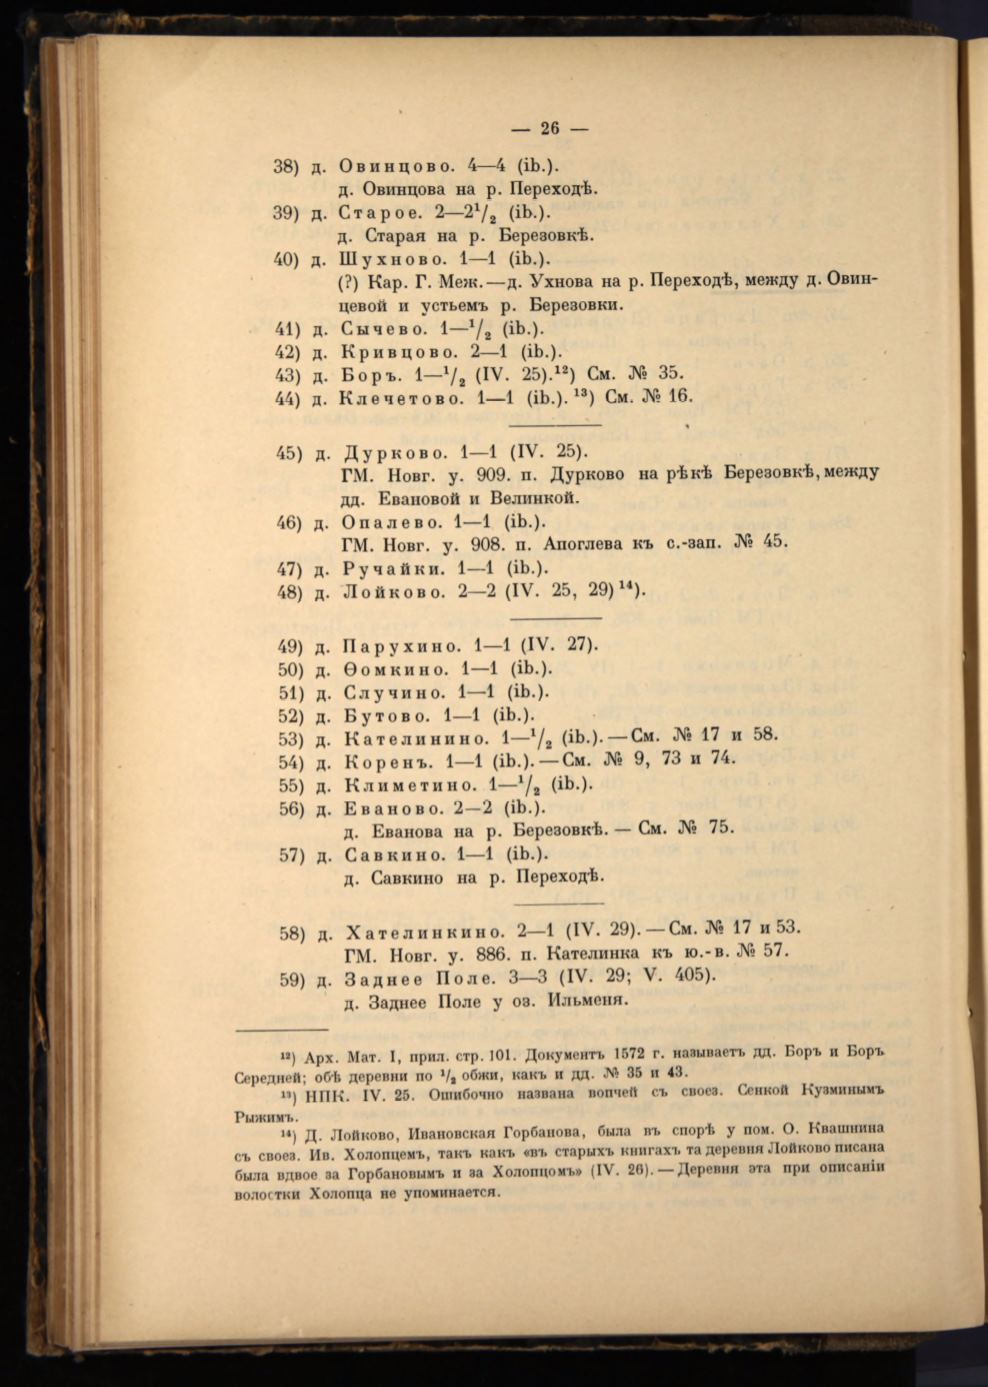 — 26 —
38) д. Овинцово. 4—4 (ib.).
д. Овинцова на р. Переходѣ.
39) д. Старое. 2—2¹/₂ (ib.).
д. Старая на р. Березовкѣ.
40) д. Шухново. 1—1 (ib.).
(?) Кар. Г. Меж.—д. Ухнова на р. Переходѣ, между д. Овин-
цевой и устьемъ р. Березовки.
41) д. Сычево. 1—¹/₂ (ib.).
42) д. Кривцово. 2—1 (ib.).
43) д. Боръ. 1—¹/₂ (IV. 25).¹²) См. № 35.
44) д. Клечетово. 1—1 (ib.). ¹³) См. № 16.
45) д. Дурково. 1—1 (IV. 25).
ГМ. Новг. у. 909. п. Дурково на рѣкѣ Березовкѣ, между
дд. Евановой и Велинкой.
46) д. Опалево. 1—1 (ib.).
ГМ. Новг. у. 908. п. Апоглева къ с.-зап. № 45.
47) д. Ручайки. 1—1 (ib.).
48) д. Лойково. 2—2 (IV. 25, 29) ¹⁴).
49) д. Парухино. 1—1 (IV. 27).
50) д. Ѳомкино. 1—1 (ib.).
51) д. Случино. 1—1 (ib.).
52) д. Бутово. 1—1 (ib.).
53) д. Кателинино. 1—¹/₂ (ib.). — См. № 17 и 58.
54) д. Коренъ. 1—1 (ib.). — См. № 9, 73 и 74.
55) д. Климетино. 1—¹/₂ (ib.).
56) д. Еваново. 2—2 (ib.).
д. Еванова на р. Березовкѣ. — См. № 75.
57) д. Савкино. 1—1 (ib.).
д. Савкино на р. Переходѣ.
58) д. Хателинкино. 2—1 (IV. 29). — См. № 17 и 53.
ГМ. Новг. у. 886. п. Кателинка къ ю.-в. № 57.
59) д. Заднее Поле. 3—3 (IV. 29; V. 405).
д. Заднее Поле у оз. Ильменя.
¹²) Арх. Мат. I, прил. стр. 101. Документъ 1572 г. называетъ дд. Боръ и Боръ
Середней; обѣ деревни по ¹/₂ обжи, какъ и дд. № 35 и 43.
¹³) НПК. IV. 25. Ошибочно названа вопчей съ своез. Сенкой Кузминымъ
Рыжимъ.
¹⁴) Д. Лойково, Ивановская Горбанова, была въ спорѣ у пом. О. Квашнина
съ своез. Ив. Холопцемъ, такъ какъ «въ старыхъ книгахъ та деревня Лойково писана
была вдвое за Горбановымъ и за Холопцомъ» (IV. 26). — Деревня эта при описаніи
волостки Холопца не упоминается.